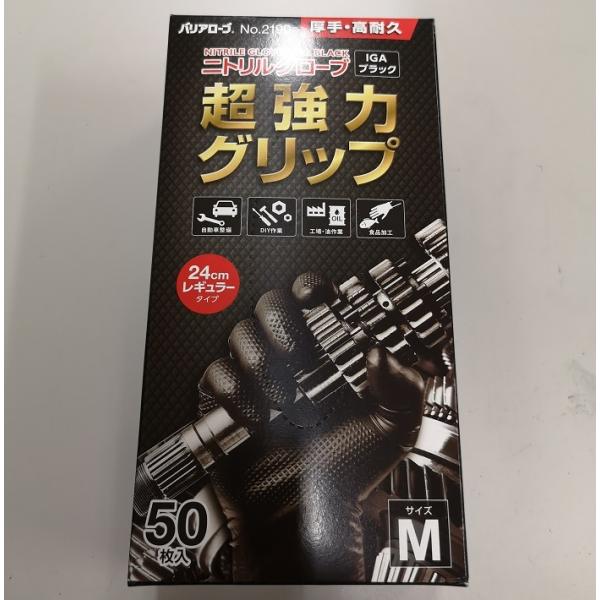 バリアローブ No.2190 厚手・高耐久
NITRILE GLOVE BLACK
ニトリルグローブ
IGA
ブラック
超強力
グリップ
自動車整備
DIY作業
OIL
工場・油作業
食品加工
24cm
レギュラー
タイプ
50
枚入
サイズ
M